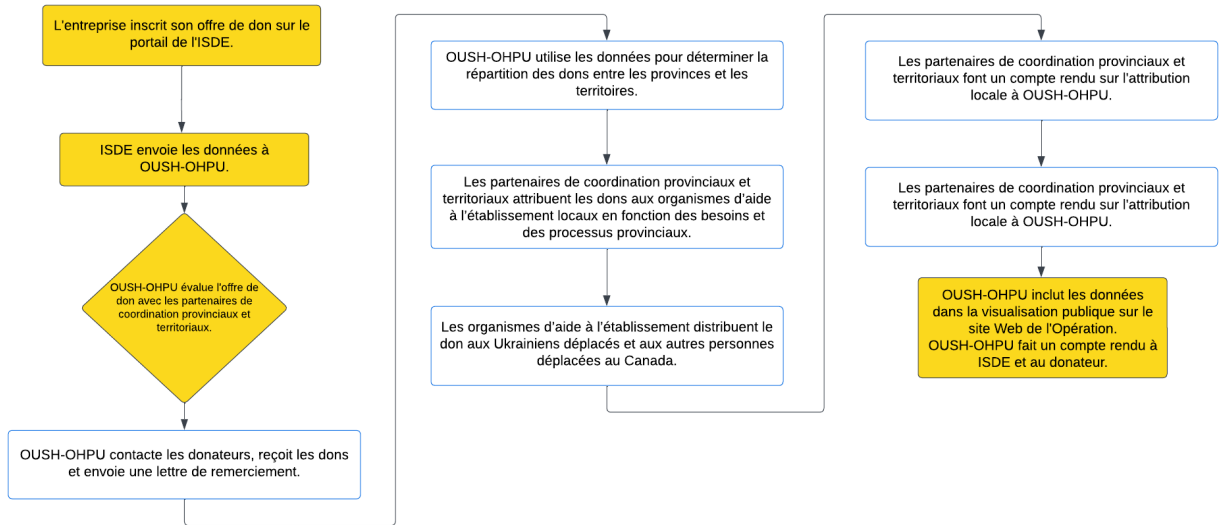 L'entreprise inscrit son offre de don sur le
portail de l'ISDE.
ISDE envoie les données à
OUSH-OHPU.
OUSH-OHPU évalue l'offre de
don avec les partenaires de
coordination provinciaux et
territoriaux.
OUSH-OHPU contacte les donateurs, reçoit les dons
et envoie une lettre de remerciement.
OUSH-OHPU utilise les données pour déterminer la
répartition des dons entre les provinces et les
territoires.
Les partenaires de coordination provinciaux et
territoriaux attribuent les dons aux organismes d'aide
à l'établissement locaux en fonction des besoins et
des processus provinciaux.
Les organismes d'aide à l'établissement distribuent le
don aux Ukrainiens déplacés et aux autres personnes
déplacées au Canada.
Les partenaires de coordination provinciaux et
territoriaux font un compte rendu sur l'attribution
locale à OUSH-OHPU.
Les partenaires de coordination provinciaux et
territoriaux font un compte rendu sur l'attribution
locale à OUSH-OHPU.
OUSH-OHPU inclut les données
dans la visualisation publique sur le
site Web de l'Opération.
OUSH-OHPU fait un compte rendu à
ISDE et au donateur.